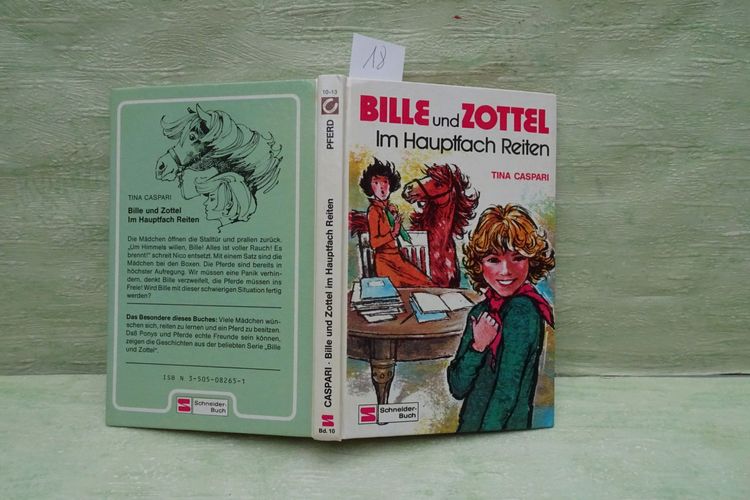 18
TINA CASPARI
Bille und Zottel
Im Hauptfach Reiten
Die Mädchen öffnen die Stalltür und prallen zurück.
„Um Himmels willen, Bille! Alles ist voller Rauch! Es
brennt!" schreit Nico entsetzt. Mit einem Satz sind die
Mädchen bei den Boxen. Die Pferde sind bereits in
höchster Aufregung. Wir müssen eine Panik verhin-
dern, denkt Bille verzweifelt, die Pferde müssen ins
Freie! Wird Bille mit dieser schwierigen Situation fertig
werden?
Das Besondere dieses Buches: Viele Mädchen wün-
schen sich, reiten zu lernen und ein Pferd zu besitzen.
Daß Ponys und Pferde echte Freunde sein können,
zeigen die Geschichten aus der beliebten Serie „Bille
und Zottel".
ISBN 3-505-08265-1
Schneider-
Buch
10-13
PFERD
CASPARI · Bille und Zottel im Hauptfach Reiten
Bd. 10
BILLE und ZOTTEL
Im Hauptfach Reiten
TINA CASPARI
Schneider-
Buch